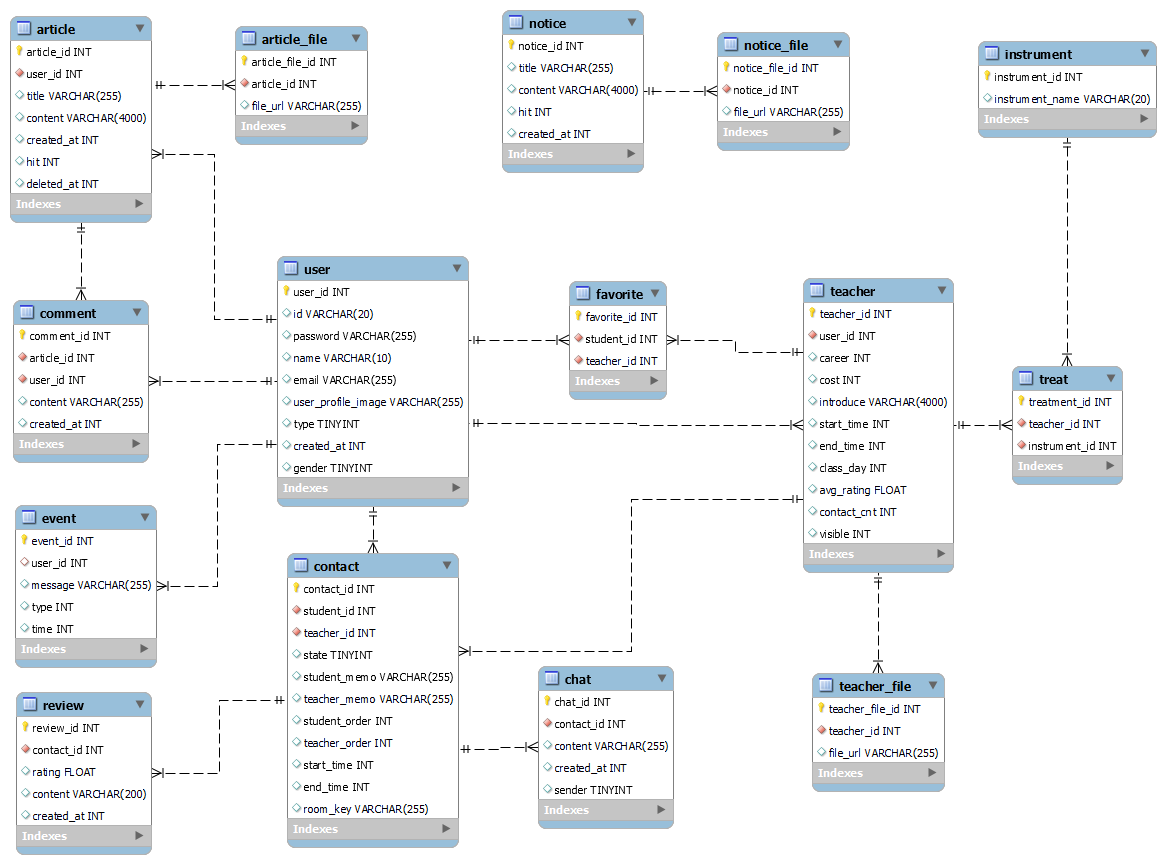 article
article_id INT
user_id INT
title VARCHAR(255)
content VARCHAR(4000)
created_at INT
hit INT
deleted_at INT
Indexes
article_file
article_file_id INT
article_id INT
file_url VARCHAR(255)
Indexes
notice
notice_id INT
title VARCHAR(255)
content VARCHAR(4000)
hit INT
created_at INT
Indexes
notice_file
notice_file_id INT
notice_id INT
file_url VARCHAR(255)
Indexes
instrument
instrument_id INT
instrument_name VARCHAR(20)
Indexes
comment
comment_id INT
article_id INT
user_id INT
content VARCHAR(255)
created_at INT
Indexes
user
user_id INT
id VARCHAR(20)
password VARCHAR(255)
name VARCHAR(10)
email VARCHAR(255)
user_profile_image VARCHAR(255)
type TINYINT
created_at INT
gender TINYINT
Indexes
favorite
favorite_id INT
student_id INT
teacher_id INT
Indexes
teacher
teacher_id INT
user_id INT
career INT
cost INT
introduce VARCHAR(4000)
start_time INT
end_time INT
class_day INT
avg_rating FLOAT
contact_cnt INT
visible INT
Indexes
treat
treatment_id INT
teacher_id INT
instrument_id INT
Indexes
event
event_id INT
user_id INT
message VARCHAR(255)
type INT
time INT
Indexes
contact
contact_id INT
student_id INT
teacher_id INT
state TINYINT
student_memo VARCHAR(255)
teacher_memo VARCHAR(255)
student_order INT
teacher_order INT
start_time INT
end_time INT
room_key VARCHAR(255)
Indexes
chat
chat_id INT
contact_id INT
content VARCHAR(255)
created_at INT
sender TINYINT
Indexes
teacher_file
teacher_file_id INT
teacher_id INT
file_url VARCHAR(255)
Indexes
review
review_id INT
contact_id INT
rating FLOAT
content VARCHAR(200)
created_at INT
Indexes